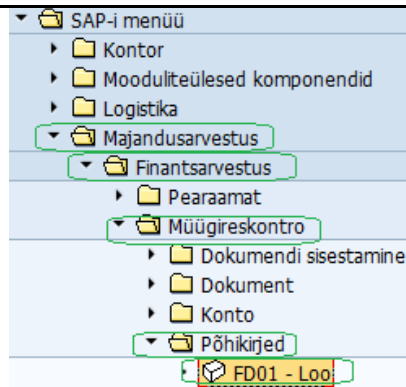 SAP-i menüü
Kontor
Mooduliteülesed komponendid
Logistika
Majandusarvestus
Finantsarvestus
Pearaamat
Müügireskontro
Dokumendi sisestamine
Dokument
Konto
Põhikirjed
FD01 - Loo